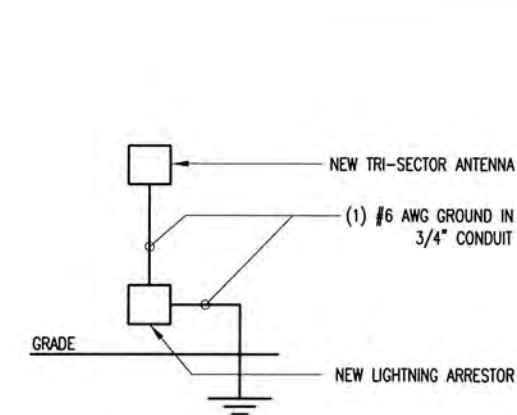 NEW TRI-SECTOR ANTENNA
(1) #6 AWG GROUND IN
3/4" CONDUIT
GRADE
NEW LIGHTNING ARRESTOR